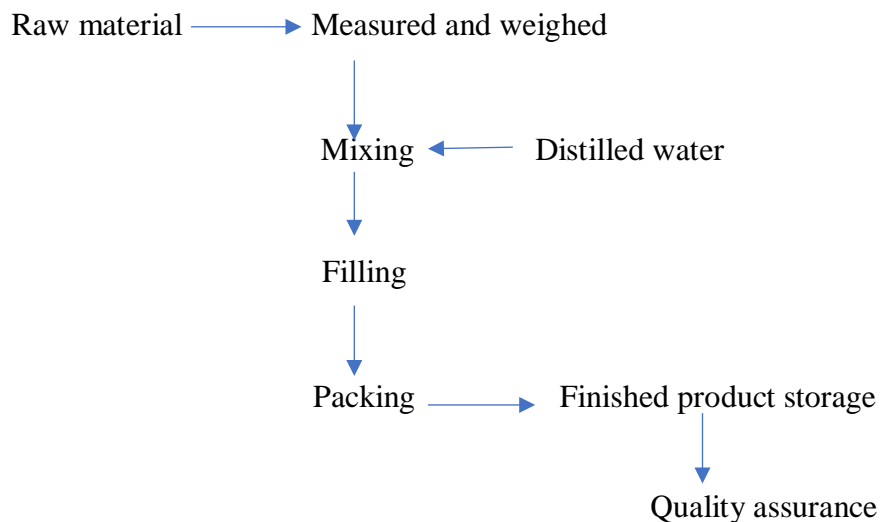 Raw material
Measured and weighed
Mixing
Distilled water
Filling
Packing
Finished product storage
Quality assurance